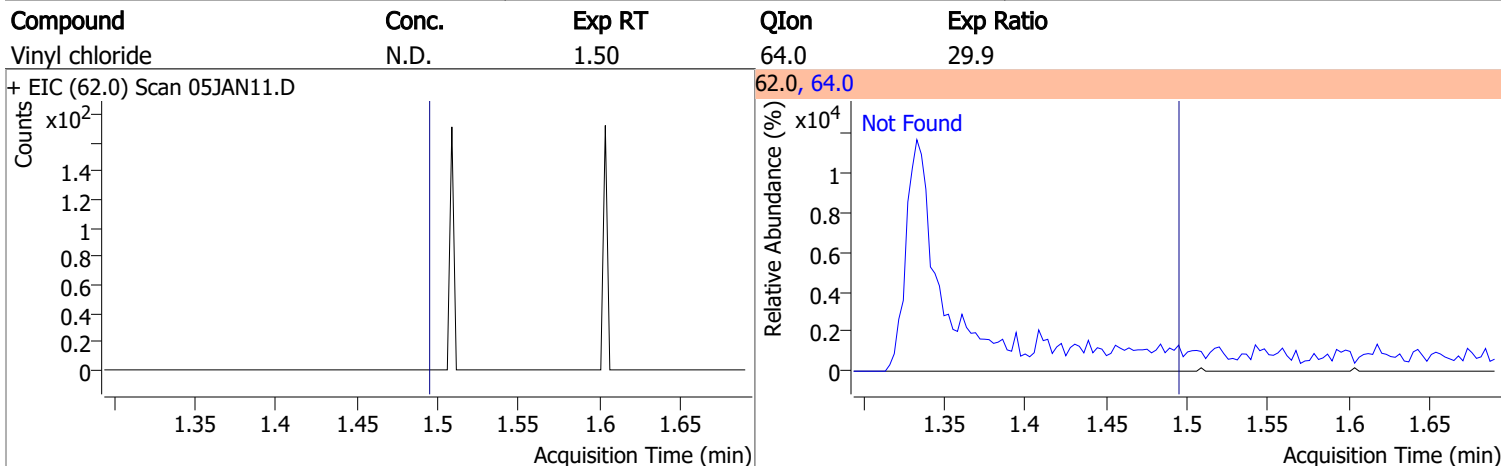 Compound Conc. Exp RT QIon Exp Ratio
Vinyl chloride N.D. 1.50 64.0 29.9
+ EIC (62.0) Scan 05JAN11.D
Counts
x10²
1.4
1.2
1
0.8
0.6
0.4
0.2
0
1.35 1.4 1.45 1.5 1.55 1.6 1.65
Acquisition Time (min)
62.0, 64.0
Relative Abundance (%)
x10⁴
Not Found
1
0.8
0.6
0.4
0.2
0
1.35 1.4 1.45 1.5 1.55 1.6 1.65
Acquisition Time (min)